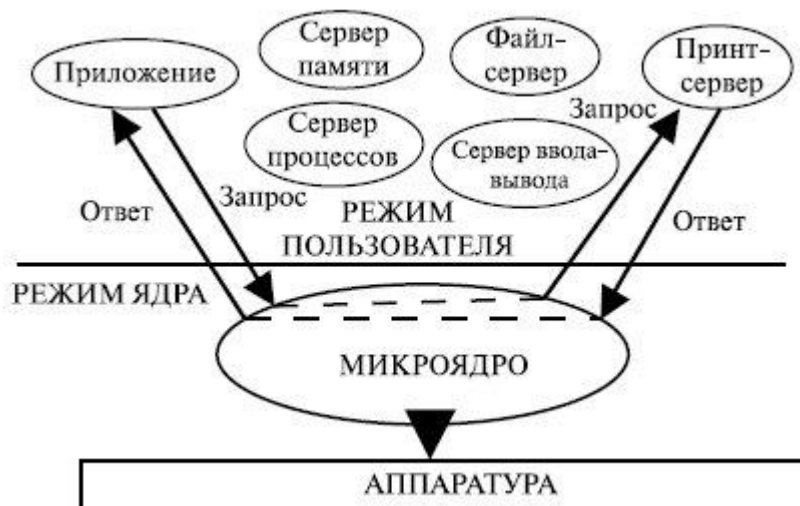 Приложение
Сервер
памяти
Файл-
сервер
Принт-
сервер
Сервер
процессов
Сервер ввода-
вывода
Запрос
Запрос
Ответ
Ответ
РЕЖИМ
ПОЛЬЗОВАТЕЛЯ
РЕЖИМ ЯДРА
МИКРОЯДРО
АППАРАТУРА